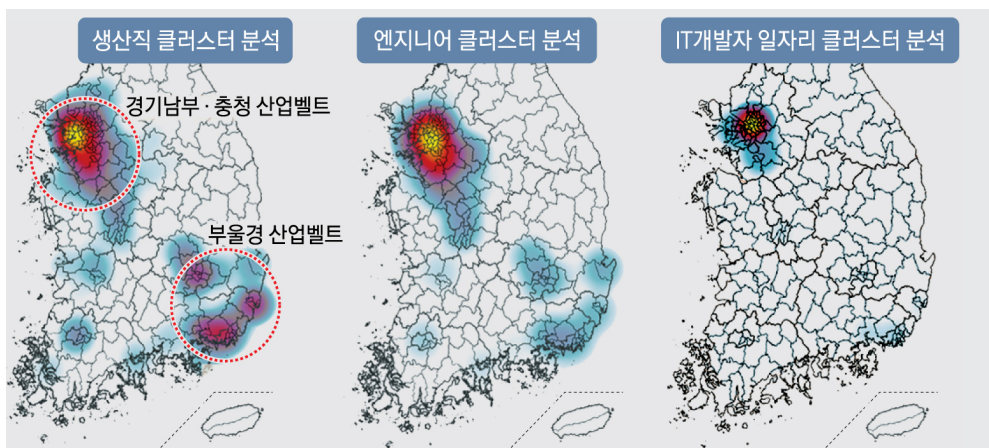 생산직 클러스터 분석
엔지니어 클러스터 분석
IT개발자 일자리 클러스터 분석
경기남부 · 충청 산업벨트
부울경 산업벨트